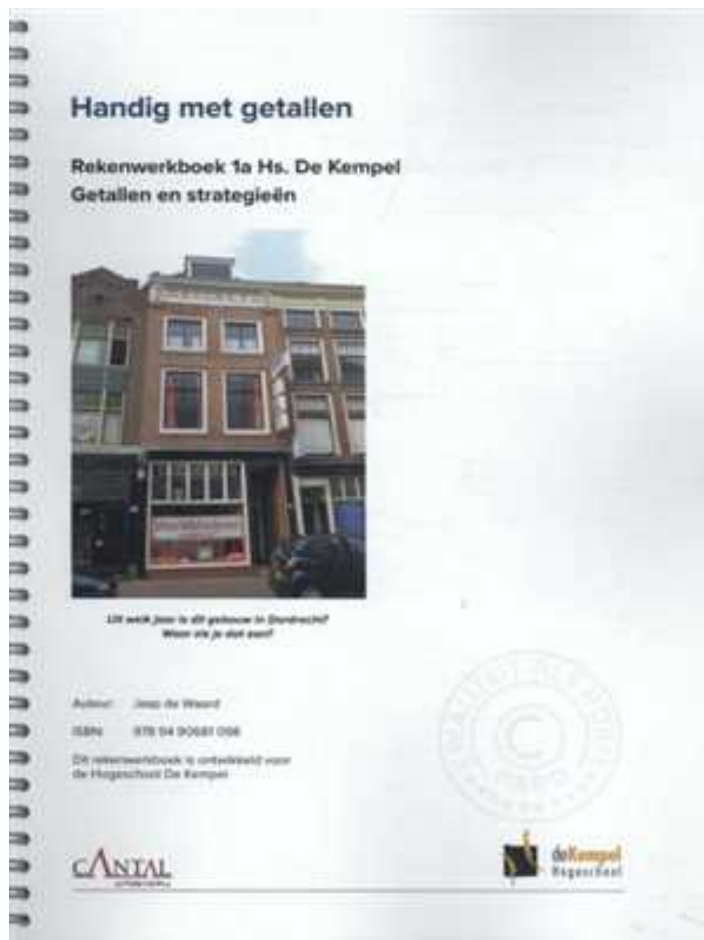 Handig met getallen
Rekenwerkboek 1a Hs. De Kempel
Getallen en strategieën
Uit welk jaar is dit gebouw in Dordrecht?
Waar zie je dat aan?
Auteur: Jaap de Waard
ISBN: 978 94 90681 098
Dit rekenwerkboek is ontwikkeld voor
de Hogeschool De Kempel
CANTAL
deKempel
Hogeschool